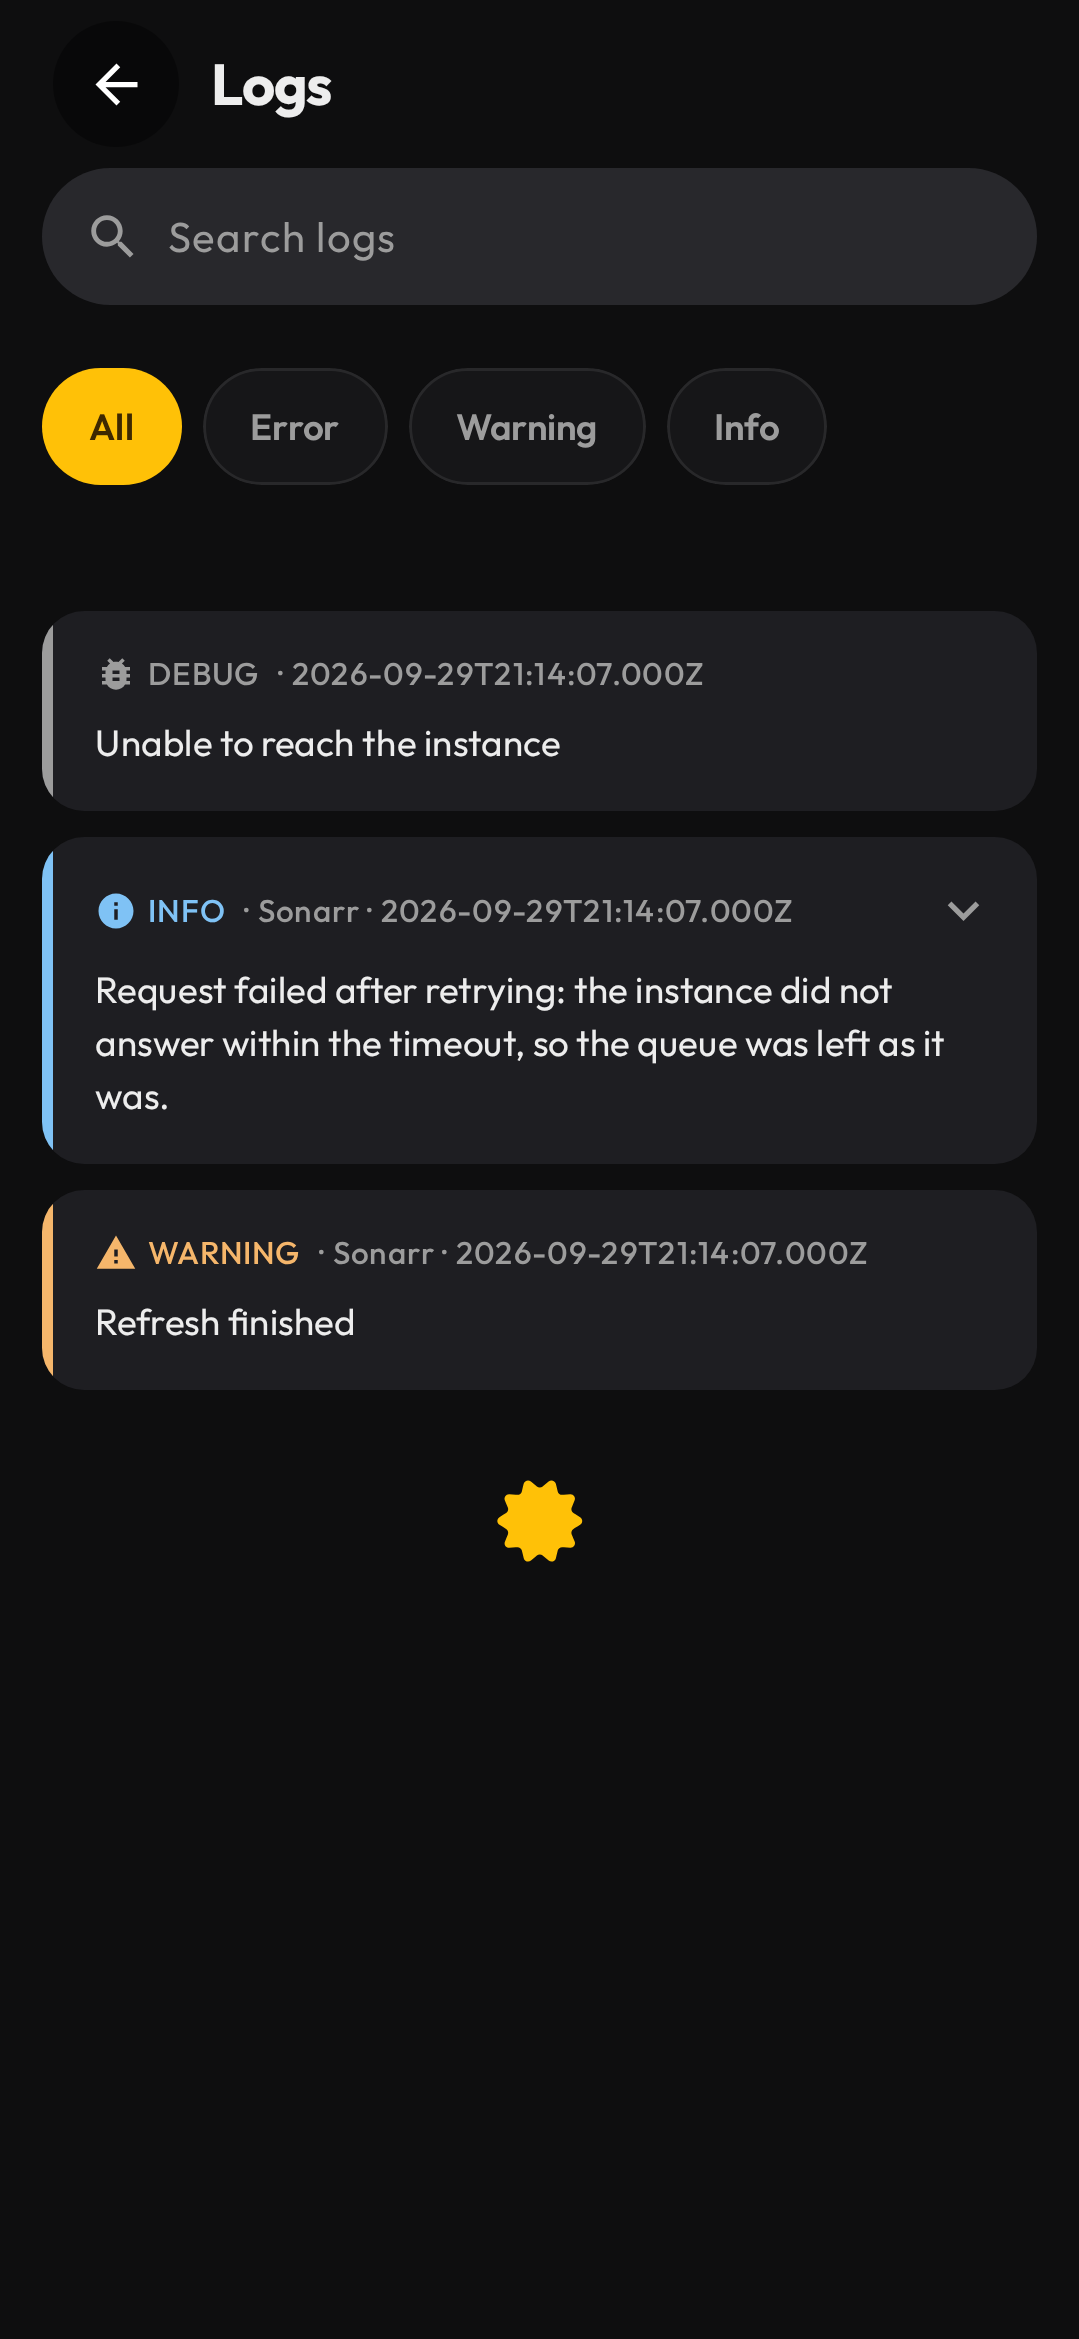 Logs
Search logs
All
Error
Warning
Info
DEBUG · 2026-09-29T21:14:07.000Z
Unable to reach the instance
INFO · Sonarr · 2026-09-29T21:14:07.000Z
Request failed after retrying: the instance did not
answer within the timeout, so the queue was left as it
was.
WARNING · Sonarr · 2026-09-29T21:14:07.000Z
Refresh finished